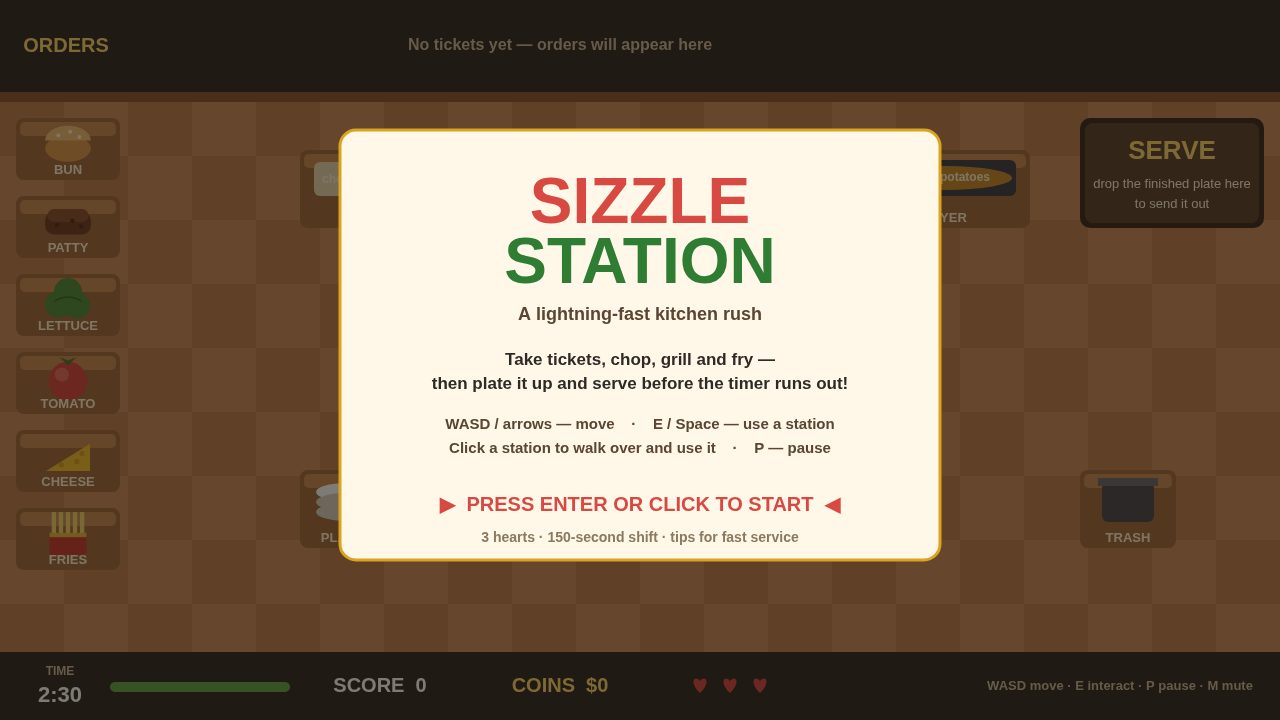 ORDERS
No tickets yet — orders will appear here
BUN
PATTY
LETTUCE
TOMATO
CHEESE
FRIES
potatoes
SERVE
drop the finished plate here
to send it out
SIZZLE
STATION
A lightning-fast kitchen rush
Take tickets, chop, grill and fry —
then plate it up and serve before the timer runs out!
WASD / arrows — move · E / Space — use a station
Click a station to walk over and use it · P — pause
▶ PRESS ENTER OR CLICK TO START ◀
3 hearts · 150-second shift · tips for fast service
TRASH
TIME
2:30
SCORE 0
COINS $0
WASD move · E interact · P pause · M mute